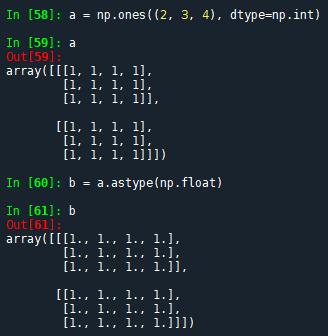 In [58]: a = np.ones((2, 3, 4), dtype=np.int)
In [59]: a
Out[59]:
array([[[1, 1, 1, 1],
        [1, 1, 1, 1],
        [1, 1, 1, 1]],
       [[1, 1, 1, 1],
        [1, 1, 1, 1],
        [1, 1, 1, 1]]])
In [60]: b = a.astype(np.float)
In [61]: b
Out[61]:
array([[[1., 1., 1., 1.],
        [1., 1., 1., 1.],
        [1., 1., 1., 1.]],
       [[1., 1., 1., 1.],
        [1., 1., 1., 1.],
        [1., 1., 1., 1.]]])